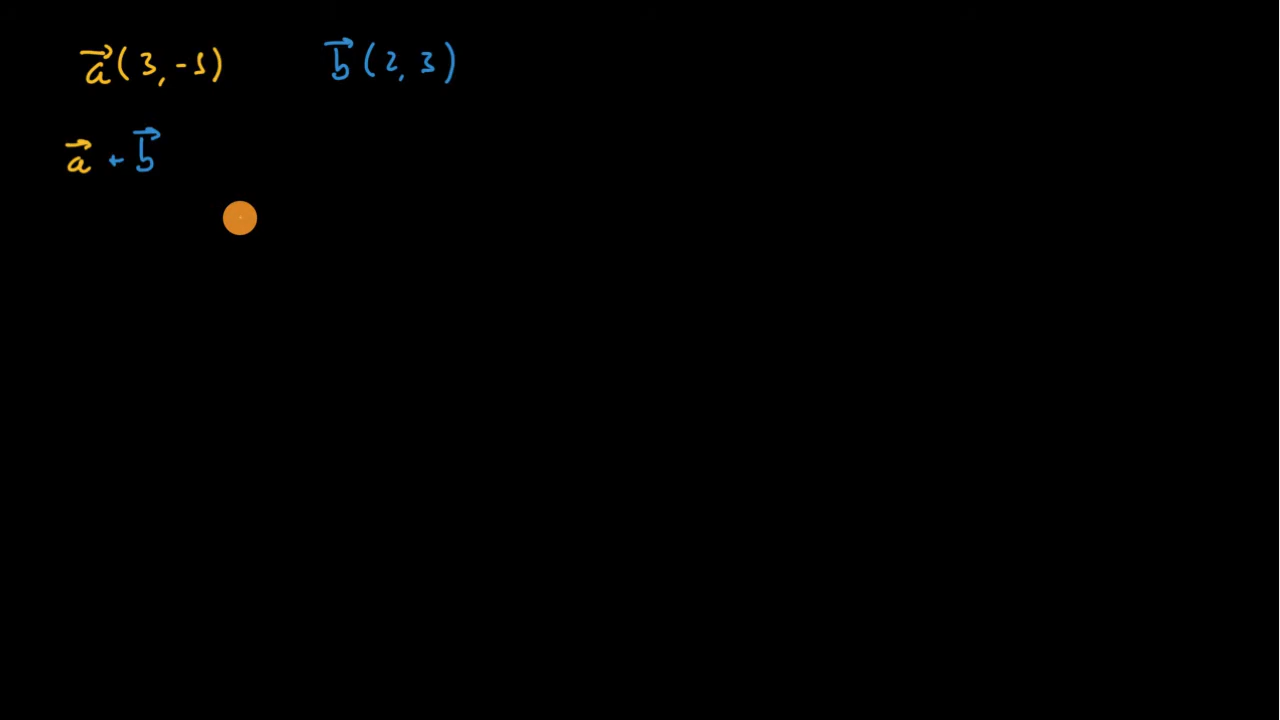 a⃗ (3, -1) b⃗ (2, 3)
a⃗ + b⃗